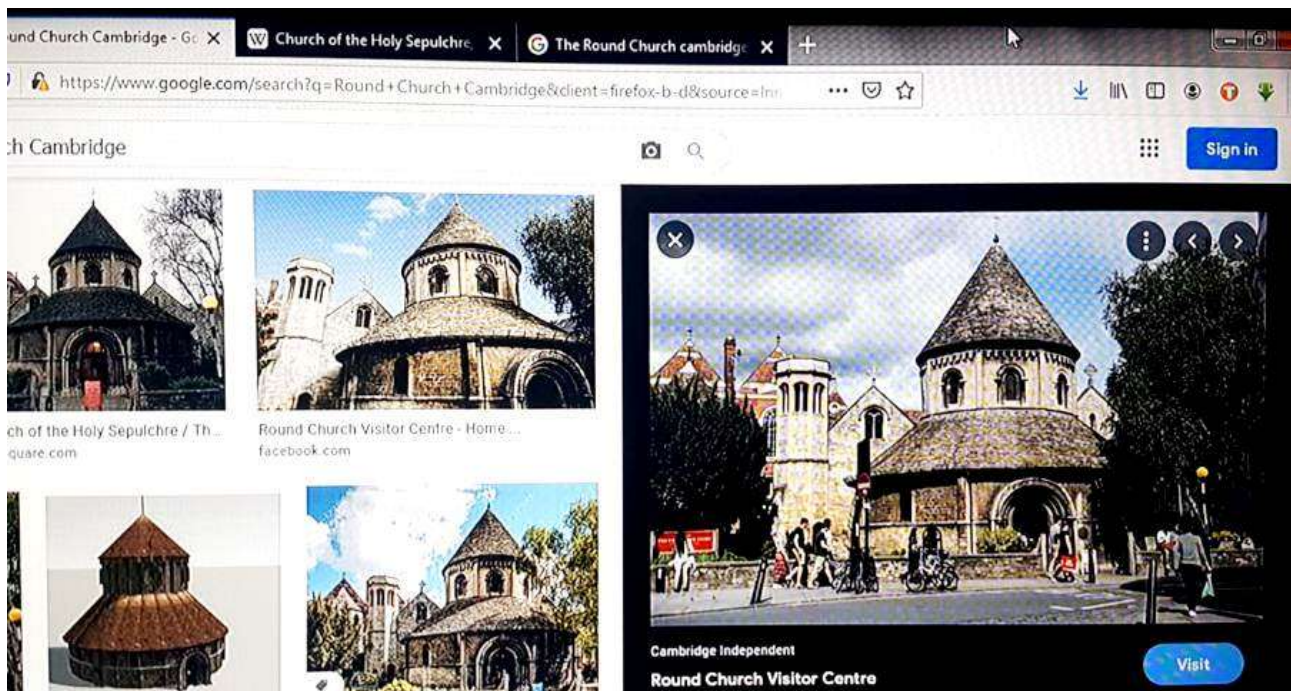 und Church Cambridge - Go
Church of the Holy Sepulchre,
The Round Church cambridge
https://www.google.com/search?q=Round+Church+Cambridge&client=firefox-b-d&source=lnn
ch Cambridge
Sign in
ch of the Holy Sepulchre / Th...
quare.com
Round Church Visitor Centre - Home ...
facebook.com
Cambridge Independent
Round Church Visitor Centre
Visit